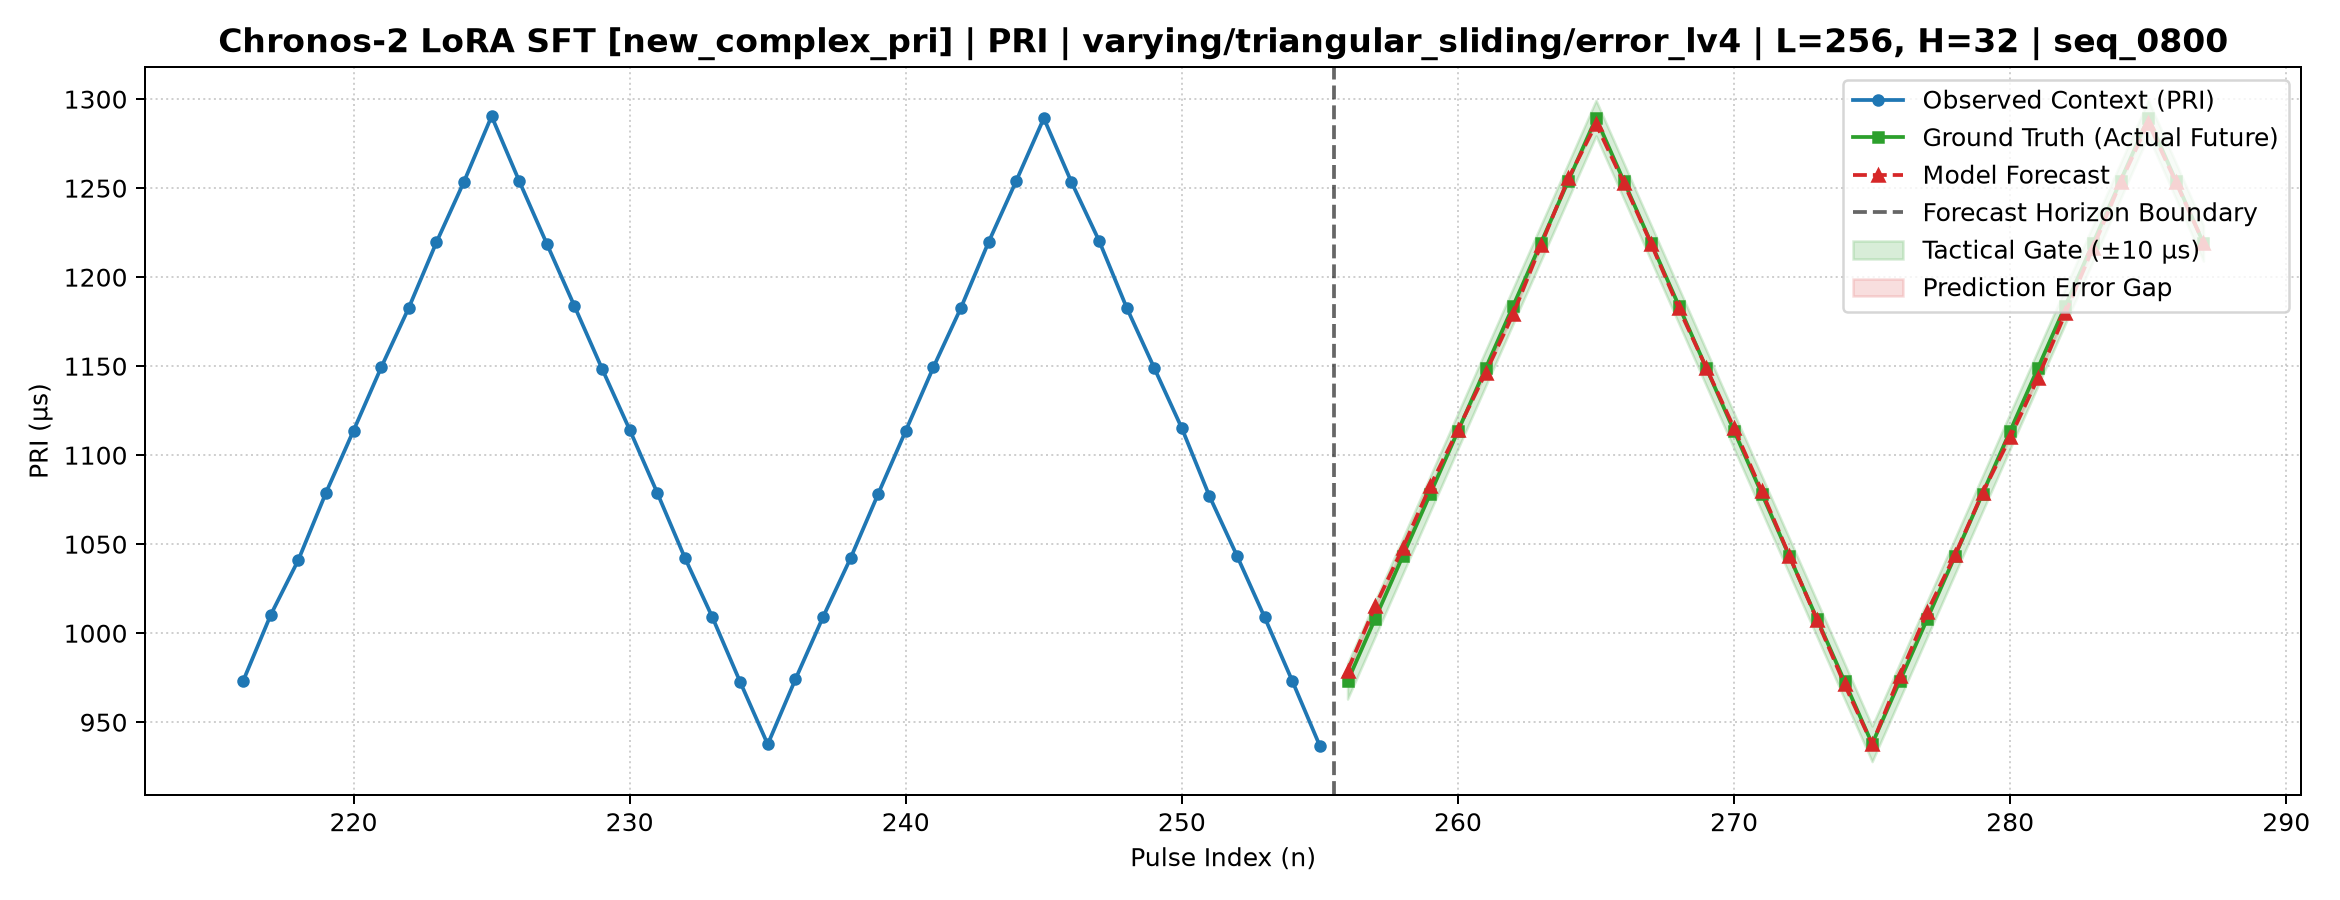 Chronos-2 LoRA SFT [new_complex_pri] | PRI | varying/triangular_sliding/error_lv4 | L=256, H=32 | seq_0800
1300
1250
1200
1150
1100
1050
1000
950
PRI (µs)
Observed Context (PRI)
Ground Truth (Actual Future)
Model Forecast
Forecast Horizon Boundary
Tactical Gate (±10 µs)
Prediction Error Gap
220 230 240 250 260 270 280 290
Pulse Index (n)